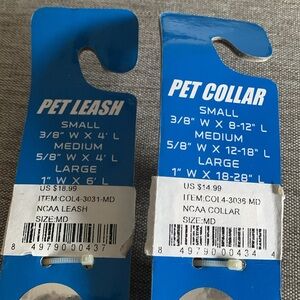 PET LEASH
SMALL
3/8" W X 4' L
MEDIUM
5/8" W X 4' L
LARGE
1" W X 6' L
US $18.99
ITEM:COL4-3031-MD
NCAA LEASH
SIZE:MD
8 49790 00437
PET COLLAR
SMALL
3/8" W X 8-12" L
MEDIUM
5/8" W X 12-18" L
LARGE
1" W X 18-28" L
US $14.99
ITEM:COL4-3036-MD
NCAA COLLAR
SIZE:MD
8 49790 00434 4